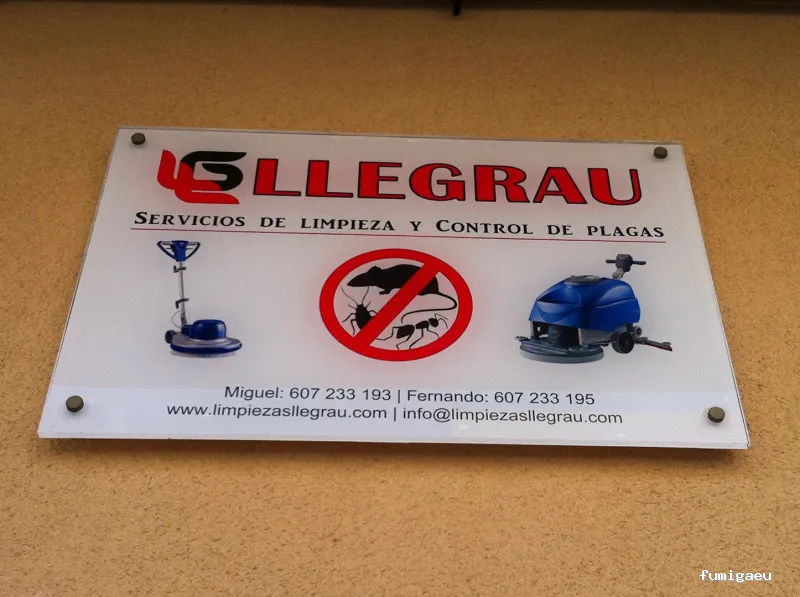 LLEGRAU
SERVICIOS DE LIMPIEZA Y CONTROL DE PLAGAS
Miguel: 607 233 193 | Fernando: 607 233 195
www.limpiezasllegrau.com | info@limpiezasllegrau.com
fumigaeu